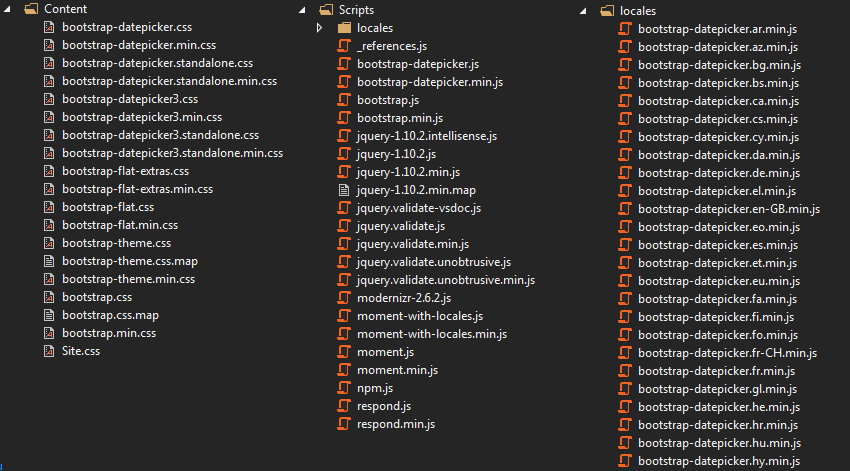 Content
bootstrap-datepicker.css
bootstrap-datepicker.min.css
bootstrap-datepicker.standalone.css
bootstrap-datepicker.standalone.min.css
bootstrap-datepicker3.css
bootstrap-datepicker3.min.css
bootstrap-datepicker3.standalone.css
bootstrap-datepicker3.standalone.min.css
bootstrap-flat-extras.css
bootstrap-flat-extras.min.css
bootstrap-flat.css
bootstrap-flat.min.css
bootstrap-theme.css
bootstrap-theme.css.map
bootstrap-theme.min.css
bootstrap.css
bootstrap.css.map
bootstrap.min.css
Site.css
Scripts
locales
_references.js
bootstrap-datepicker.js
bootstrap-datepicker.min.js
bootstrap.js
bootstrap.min.js
jquery-1.10.2.intellisense.js
jquery-1.10.2.js
jquery-1.10.2.min.js
jquery-1.10.2.min.map
jquery.validate-vsdoc.js
jquery.validate.js
jquery.validate.min.js
jquery.validate.unobtrusive.js
jquery.validate.unobtrusive.min.js
modernizr-2.6.2.js
moment-with-locales.js
moment-with-locales.min.js
moment.js
moment.min.js
npm.js
respond.js
respond.min.js
locales
bootstrap-datepicker.ar.min.js
bootstrap-datepicker.az.min.js
bootstrap-datepicker.bg.min.js
bootstrap-datepicker.bs.min.js
bootstrap-datepicker.ca.min.js
bootstrap-datepicker.cs.min.js
bootstrap-datepicker.cy.min.js
bootstrap-datepicker.da.min.js
bootstrap-datepicker.de.min.js
bootstrap-datepicker.el.min.js
bootstrap-datepicker.en-GB.min.js
bootstrap-datepicker.eo.min.js
bootstrap-datepicker.es.min.js
bootstrap-datepicker.et.min.js
bootstrap-datepicker.eu.min.js
bootstrap-datepicker.fa.min.js
bootstrap-datepicker.fi.min.js
bootstrap-datepicker.fo.min.js
bootstrap-datepicker.fr-CH.min.js
bootstrap-datepicker.fr.min.js
bootstrap-datepicker.gl.min.js
bootstrap-datepicker.he.min.js
bootstrap-datepicker.hr.min.js
bootstrap-datepicker.hu.min.js
bootstrap-datepicker.hy.min.js